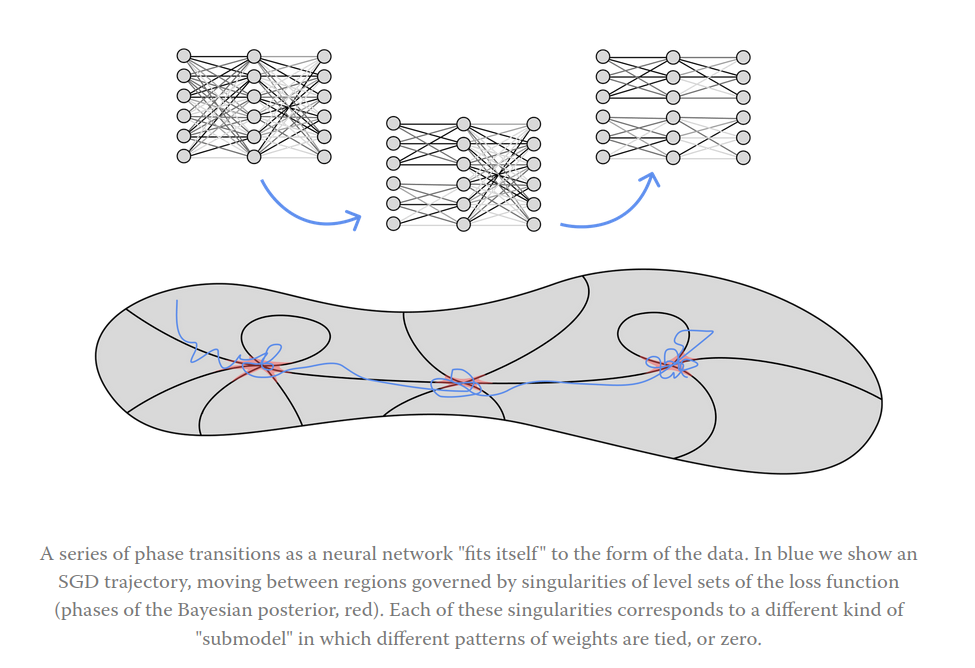 A series of phase transitions as a neural network "fits itself" to the form of the data. In blue we show an
SGD trajectory, moving between regions governed by singularities of level sets of the loss function
(phases of the Bayesian posterior, red). Each of these singularities corresponds to a different kind of
"submodel" in which different patterns of weights are tied, or zero.